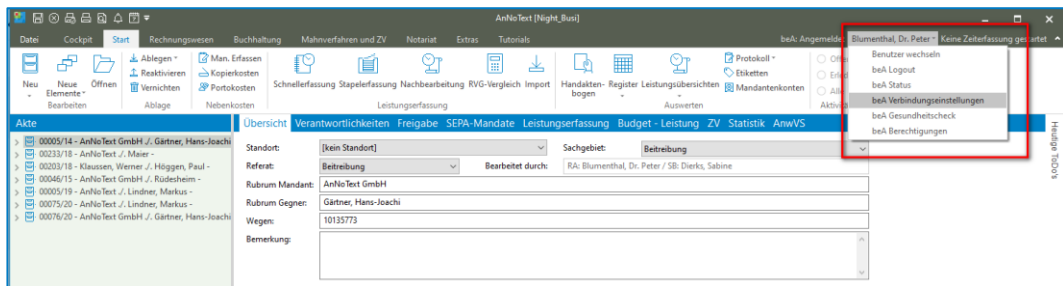 AnNoText [Night_Busi]
Datei Cockpit Start Rechnungswesen Buchhaltung Mahnverfahren und ZV Notariat Extras Tutorials beA: Angemeldet Blumenthal, Dr. Peter Keine Zeiterfassung gestartet
Neu
Neue Elemente
Öffnen
Bearbeiten
Ablegen
Reaktivieren
Vernichten
Ablage
Man. Erfassen
Kopierkosten
Portokosten
Nebenkosten
Schnellerfassung Stapelerfassung Nachbearbeitung RVG-Vergleich Import
Leistungserfassung
Handakten-bogen
Register
Leistungsübersichten
Protokoll
Etiketten
Mandantenkonten
Auswerten
Benutzer wechseln
beA Logout
beA Status
beA Verbindungseinstellungen
beA Gesundheitscheck
beA Berechtigungen
Akte
00005/14 - AnNoText GmbH ./. Gärtner, Hans-Joachi
00233/18 - AnNoText ./. Maier -
00203/18 - Klaussen, Werner ./. Höggen, Paul -
00046/15 - AnNoText GmbH ./. Rüdesheim -
00005/19 - AnNoText ./. Lindner, Markus -
00075/20 - AnNoText ./. Lindner, Markus -
00076/20 - AnNoText GmbH ./. Gärtner, Hans-Joachi
Übersicht Verantwortlichkeiten Freigabe SEPA-Mandate Leistungserfassung Budget - Leistung ZV Statistik AnwVS
Standort: [kein Standort] Sachgebiet: Beitreibung
Referat: Beitreibung Bearbeitet durch: RA: Blumenthal, Dr. Peter / SB: Dierks, Sabine
Rubrum Mandant: AnNoText GmbH
Rubrum Gegner: Gärtner, Hans-Joachi
Wegen: 10135773
Bemerkung:
Heutige ToDo's